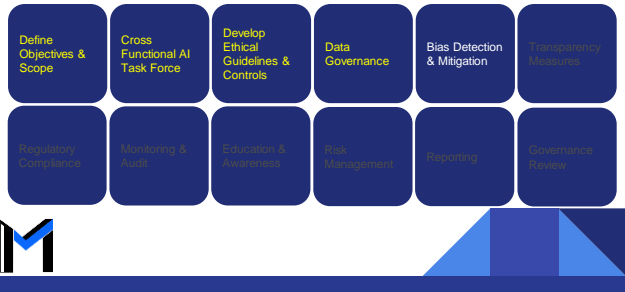 Define
Objectives &
Scope
Cross
Functional AI
Task Force
Develop
Ethical
Guidelines &
Controls
Data
Governance
Bias Detection
& Mitigation
Transparency
Measures
Regulatory
Compliance
Monitoring &
Audit
Education &
Awareness
Risk
Management
Reporting
Governance
Review